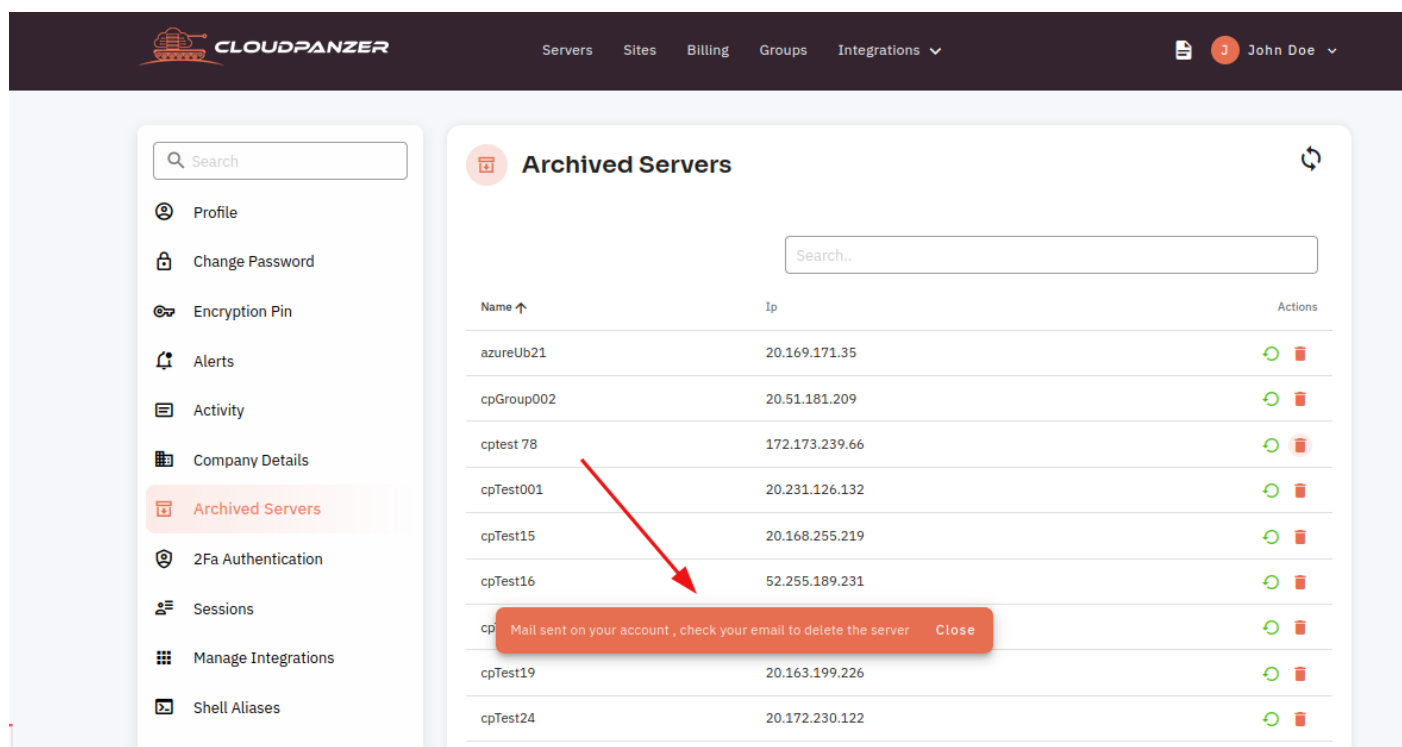 CLOUDPANZER
Servers Sites Billing Groups Integrations
J John Doe
Search
Profile
Change Password
Encryption Pin
Alerts
Activity
Company Details
Archived Servers
2Fa Authentication
Sessions
Manage Integrations
Shell Aliases
Archived Servers
Search..
Name Ip Actions
azureUb21 20.169.171.35
cpGroup002 20.51.181.209
cptest 78 172.173.239.66
cpTest001 20.231.126.132
cpTest15 20.168.255.219
cpTest16 52.255.189.231
Mail sent on your account , check your email to delete the server Close
cpTest19 20.163.199.226
cpTest24 20.172.230.122